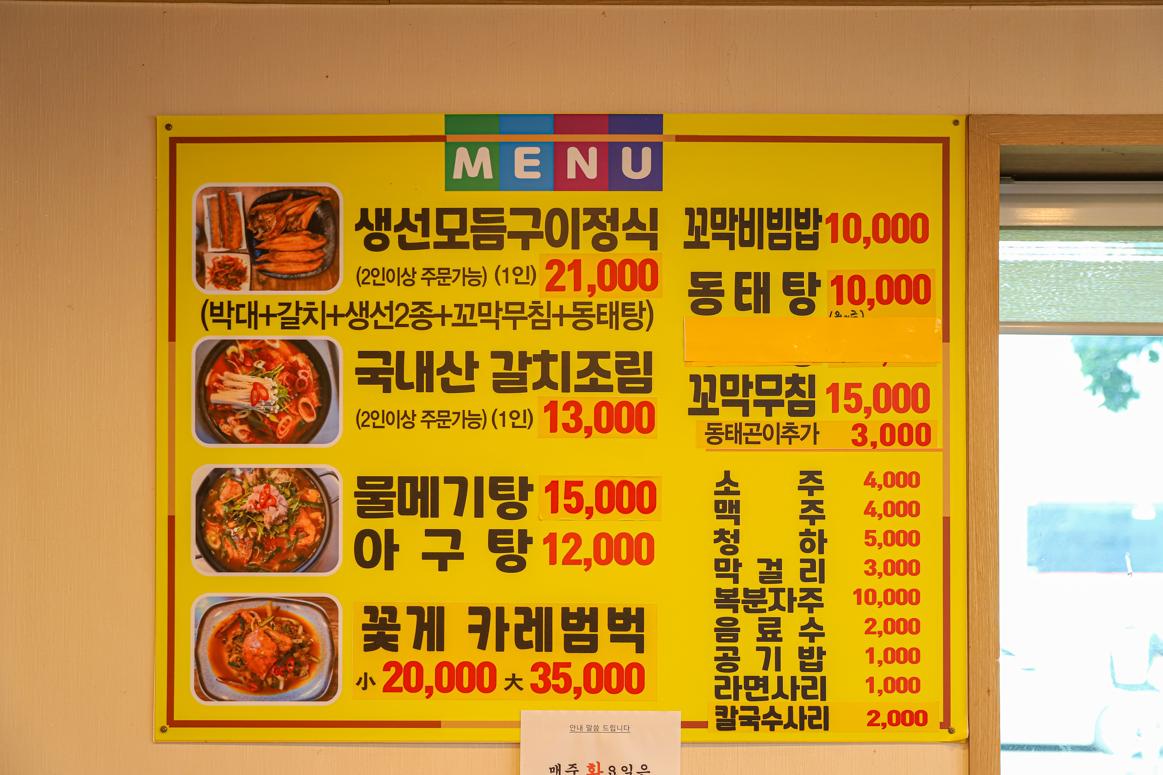 MENU
생선모듬구이정식
(2인이상 주문가능) (1인) 21,000
(박대+갈치+생선2종+꼬막무침+동태탕)
국내산 갈치조림
(2인이상 주문가능) (1인) 13,000
물메기탕 15,000
아구탕 12,000
꽃게 카레범벅
小 20,000 大 35,000
꼬막비빔밥 10,000
동태탕 10,000
꼬막무침 15,000
동태곤이추가 3,000
소주 4,000
맥주 4,000
청하 5,000
막걸리 3,000
복분자주 10,000
음료수 2,000
공기밥 1,000
라면사리 1,000
칼국수사리 2,000
안내 말씀 드립니다
매주 화요일은